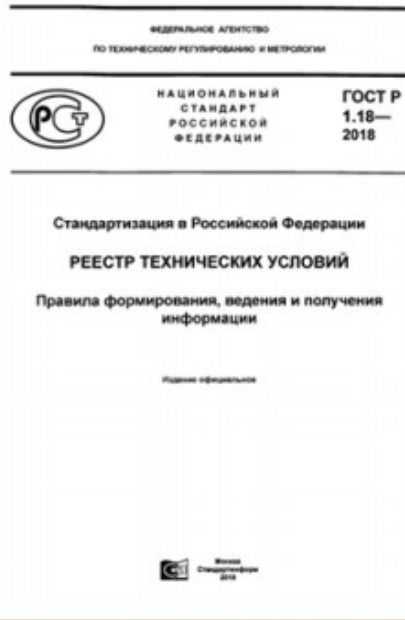 ФЕДЕРАЛЬНОЕ АГЕНТСТВО
ПО ТЕХНИЧЕСКОМУ РЕГУЛИРОВАНИЮ И МЕТРОЛОГИИ
НАЦИОНАЛЬНЫЙ
СТАНДАРТ
РОССИЙСКОЙ
ФЕДЕРАЦИИ
ГОСТ Р
1.18—
2018
РСТ
Стандартизация в Российской Федерации
РЕЕСТР ТЕХНИЧЕСКИХ УСЛОВИЙ
Правила формирования, ведения и получения
информации
Издание официальное
Москва
Стандартинформ
2018